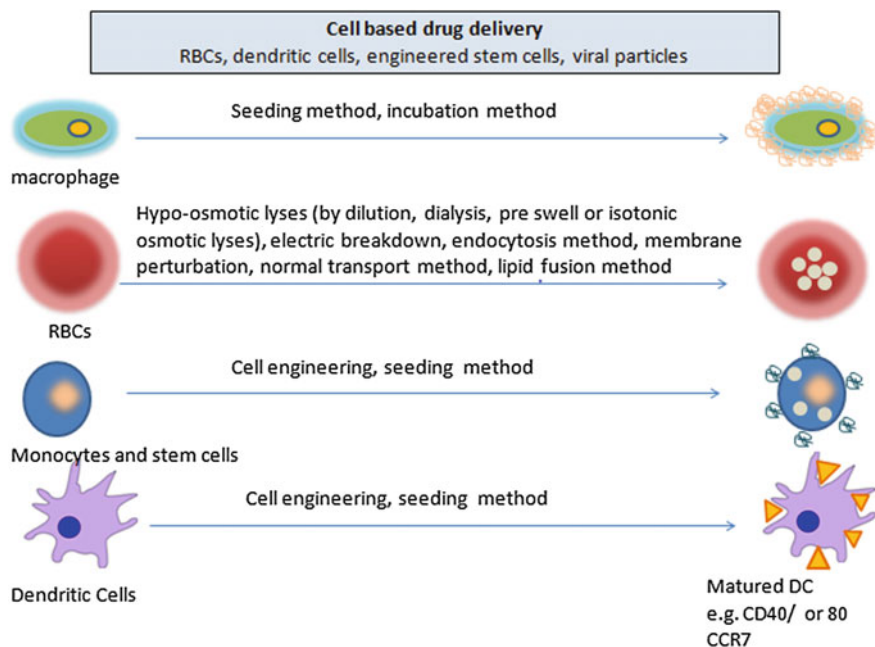 Cell based drug delivery
RBCs, dendritic cells, engineered stem cells, viral particles
Seeding method, incubation method
macrophage
Hypo-osmotic lyses (by dilution, dialysis, pre swell or isotonic
osmotic lyses), electric breakdown, endocytosis method, membrane
perturbation, normal transport method, lipid fusion method
RBCs
Cell engineering, seeding method
Monocytes and stem cells
Cell engineering, seeding method
Dendritic Cells
Matured DC
e.g. CD40/ or 80
CCR7